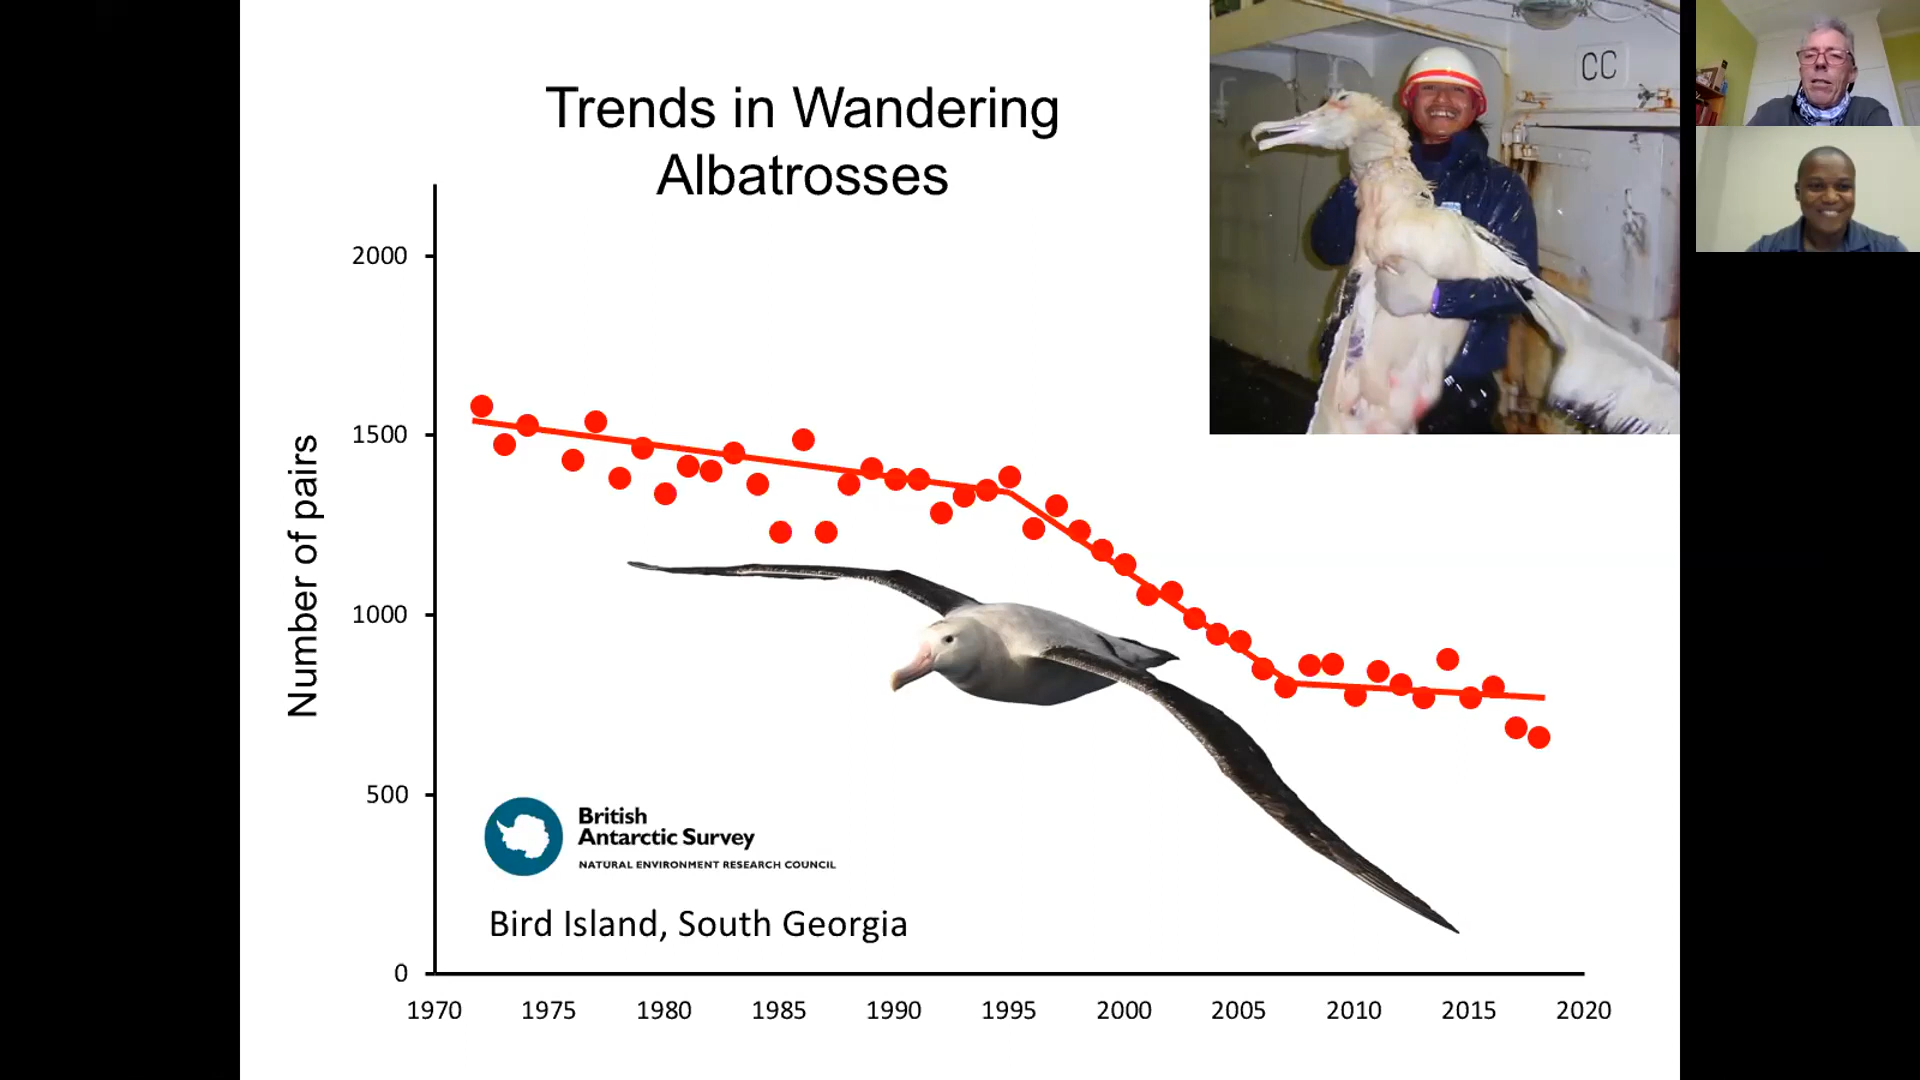 Trends in Wandering
Albatrosses
CC
Number of pairs
2000
1500
1000
500
0
British
Antarctic Survey
NATURAL ENVIRONMENT RESEARCH COUNCIL
Bird Island, South Georgia
1970 1975 1980 1985 1990 1995 2000 2005 2010 2015 2020